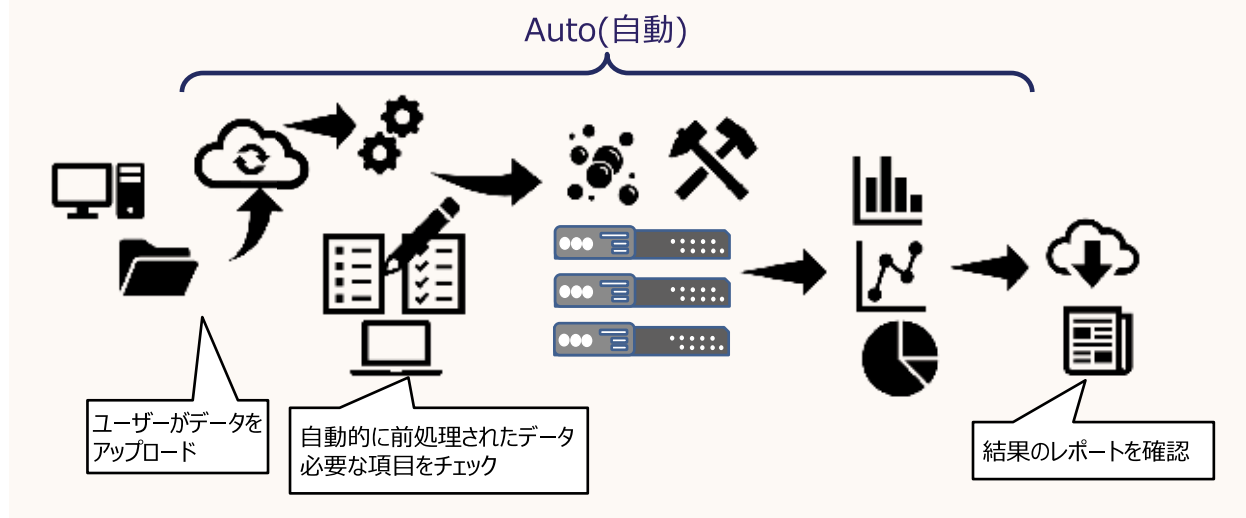 Auto(自動)
ユーザーがデータを
アップロード
自動的に前処理されたデータ
必要な項目をチェック
結果のレポートを確認